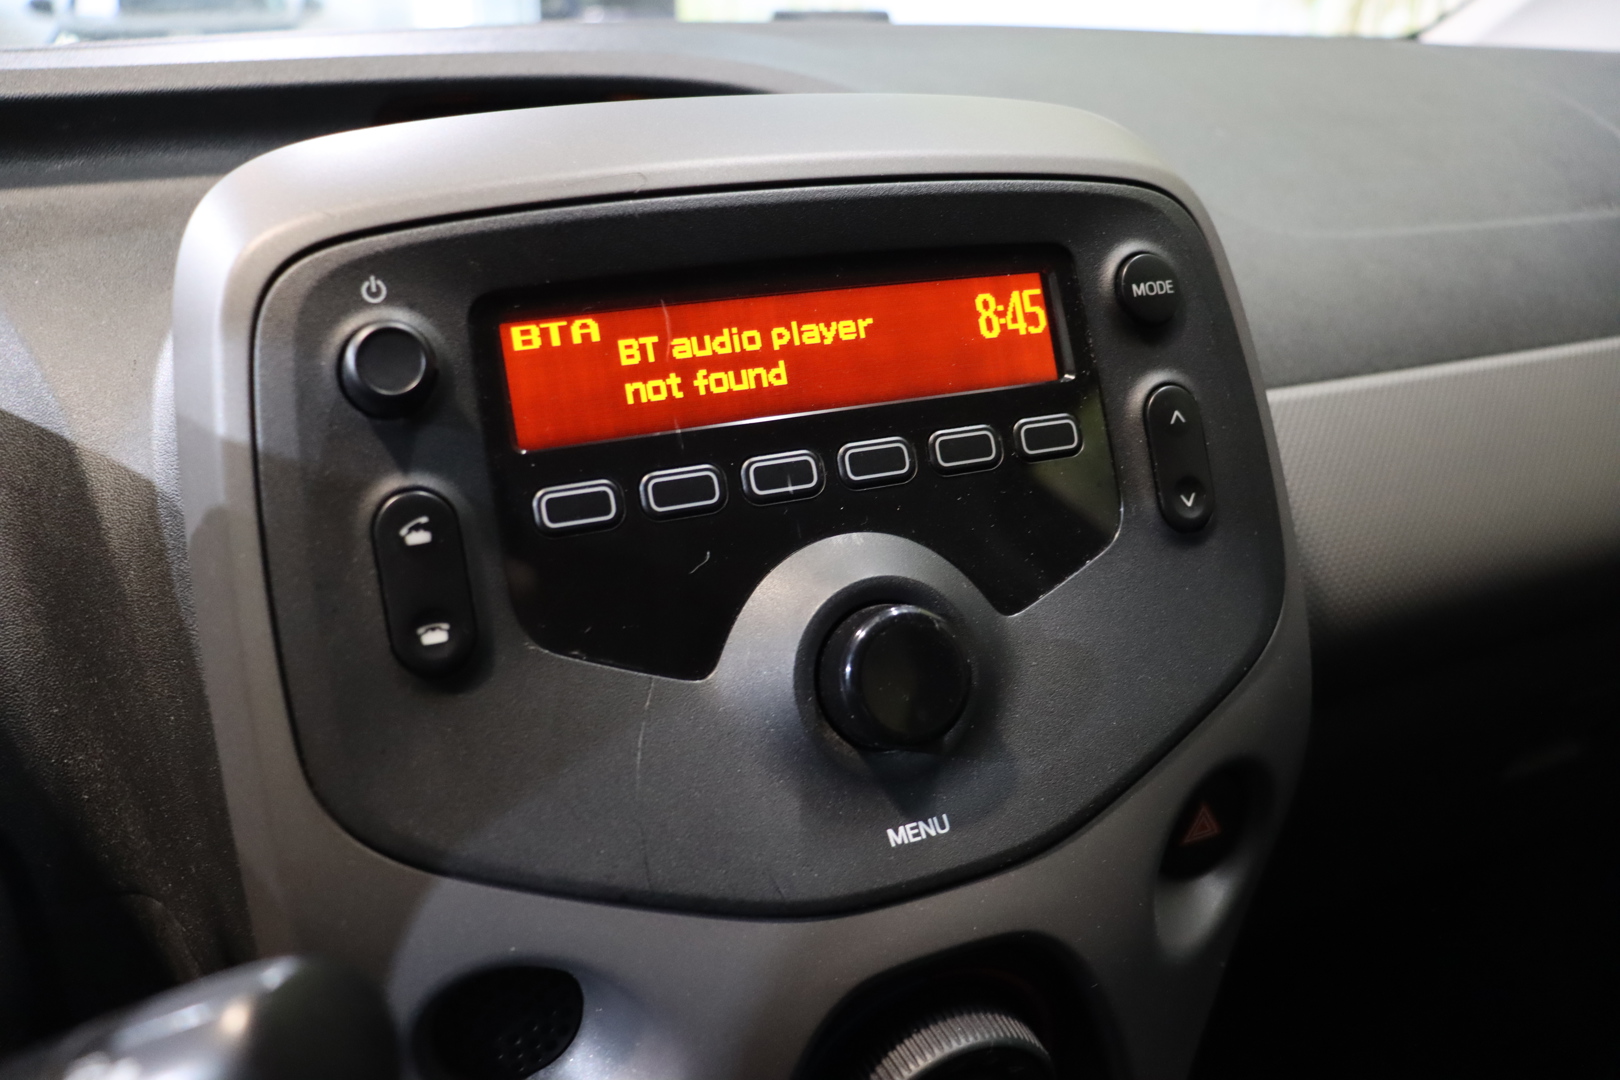 BTA
BT audio player
not found
8:45
MODE
MENU